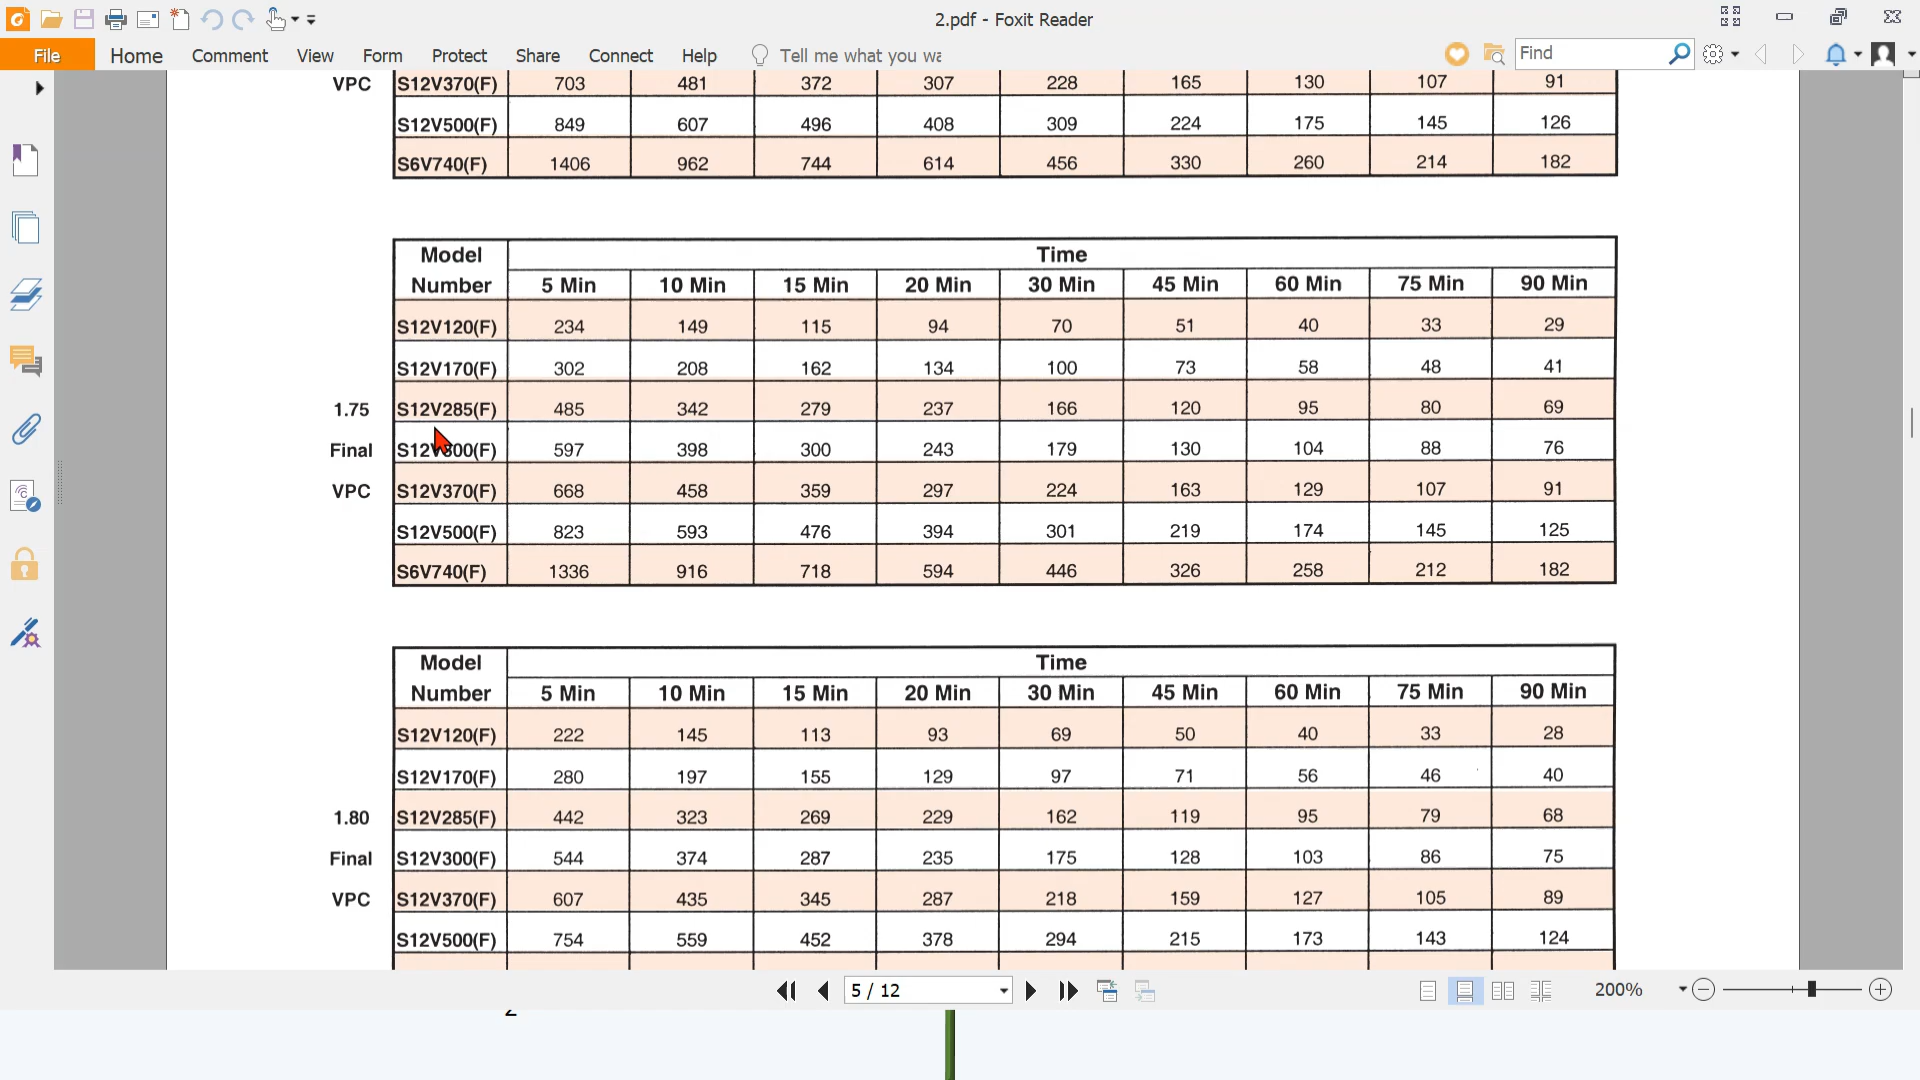 2.pdf - Foxit Reader
File Home Comment View Form Protect Share Connect Help Tell me what you wa
Find
VPC S12V370(F) 703 481 372 307 228 165 130 107 91
S12V500(F) 849 607 496 408 309 224 175 145 126
S6V740(F) 1406 962 744 614 456 330 260 214 182
Model Time
Number 5 Min 10 Min 15 Min 20 Min 30 Min 45 Min 60 Min 75 Min 90 Min
S12V120(F) 234 149 115 94 70 51 40 33 29
S12V170(F) 302 208 162 134 100 73 58 48 41
1.75 S12V285(F) 485 342 279 237 166 120 95 80 69
Final S12V300(F) 597 398 300 243 179 130 104 88 76
VPC S12V370(F) 668 458 359 297 224 163 129 107 91
S12V500(F) 823 593 476 394 301 219 174 145 125
S6V740(F) 1336 916 718 594 446 326 258 212 182
Model Time
Number 5 Min 10 Min 15 Min 20 Min 30 Min 45 Min 60 Min 75 Min 90 Min
S12V120(F) 222 145 113 93 69 50 40 33 28
S12V170(F) 280 197 155 129 97 71 56 46 40
1.80 S12V285(F) 442 323 269 229 162 119 95 79 68
Final S12V300(F) 544 374 287 235 175 128 103 86 75
VPC S12V370(F) 607 435 345 287 218 159 127 105 89
S12V500(F) 754 559 452 378 294 215 173 143 124
5 / 12 200%